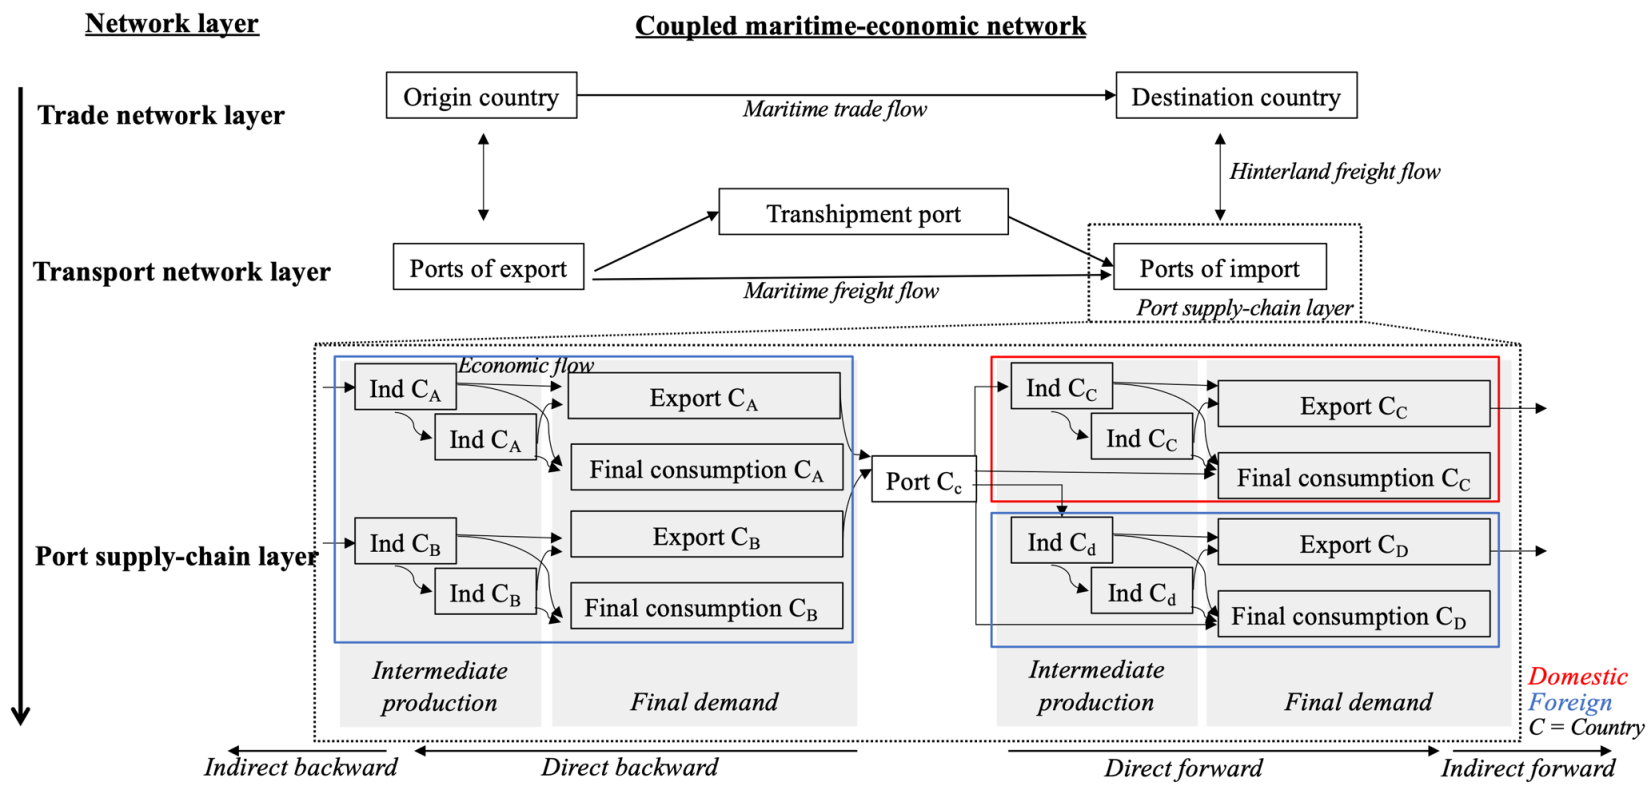 Network layer
Coupled maritime-economic network
Trade network layer
Origin country
Maritime trade flow
Destination country
Hinterland freight flow
Transport network layer
Transhipment port
Ports of export
Maritime freight flow
Ports of import
Port supply-chain layer
Port supply-chain layer
Economic flow
Ind C_A
Ind C_A
Export C_A
Final consumption C_A
Ind C_B
Ind C_B
Export C_B
Final consumption C_B
Intermediate
production
Final demand
Port C_c
Ind C_C
Ind C_C
Export C_C
Final consumption C_C
Ind C_d
Ind C_d
Export C_D
Final consumption C_D
Intermediate
production
Final demand
Domestic
Foreign
C = Country
Indirect backward
Direct backward
Direct forward
Indirect forward